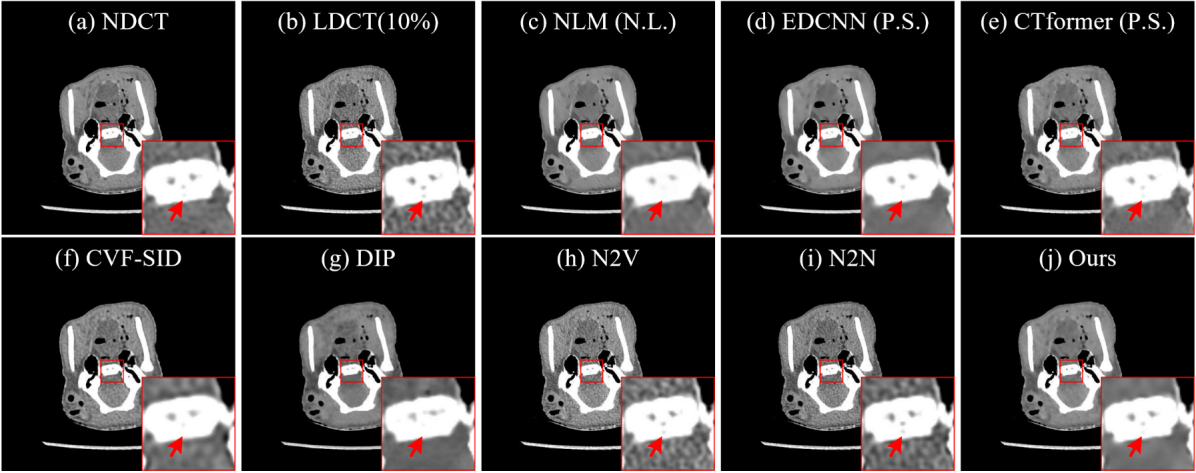 (a) NDCT
(b) LDCT(10%)
(c) NLM (N.L.)
(d) EDCNN (P.S.)
(e) CTformer (P.S.)
(f) CVF-SID
(g) DIP
(h) N2V
(i) N2N
(j) Ours